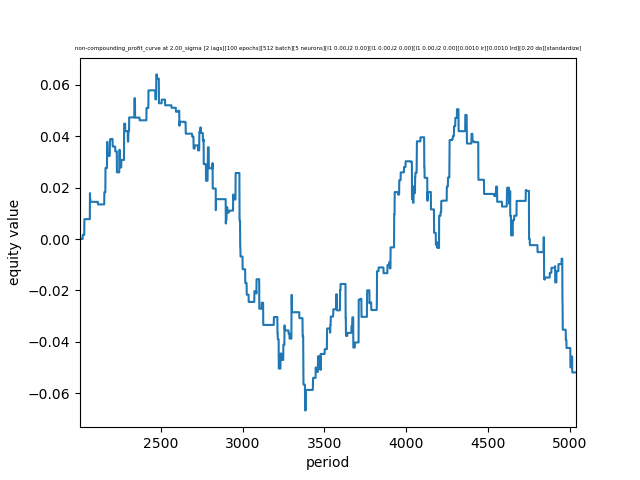 non-compounding_profit_curve at 2.00_sigma [2 lags][100 epochs][512 batch][5 neurons][l1 0.00,l2 0.00][l1 0.00,l2 0.00][l1 0.00,l2 0.00][0.0010 lr][0.0010 lrd][0.20 do][standardize]
0.06
0.04
0.02
0.00
−0.02
−0.04
−0.06
equity value
2500 3000 3500 4000 4500 5000
period